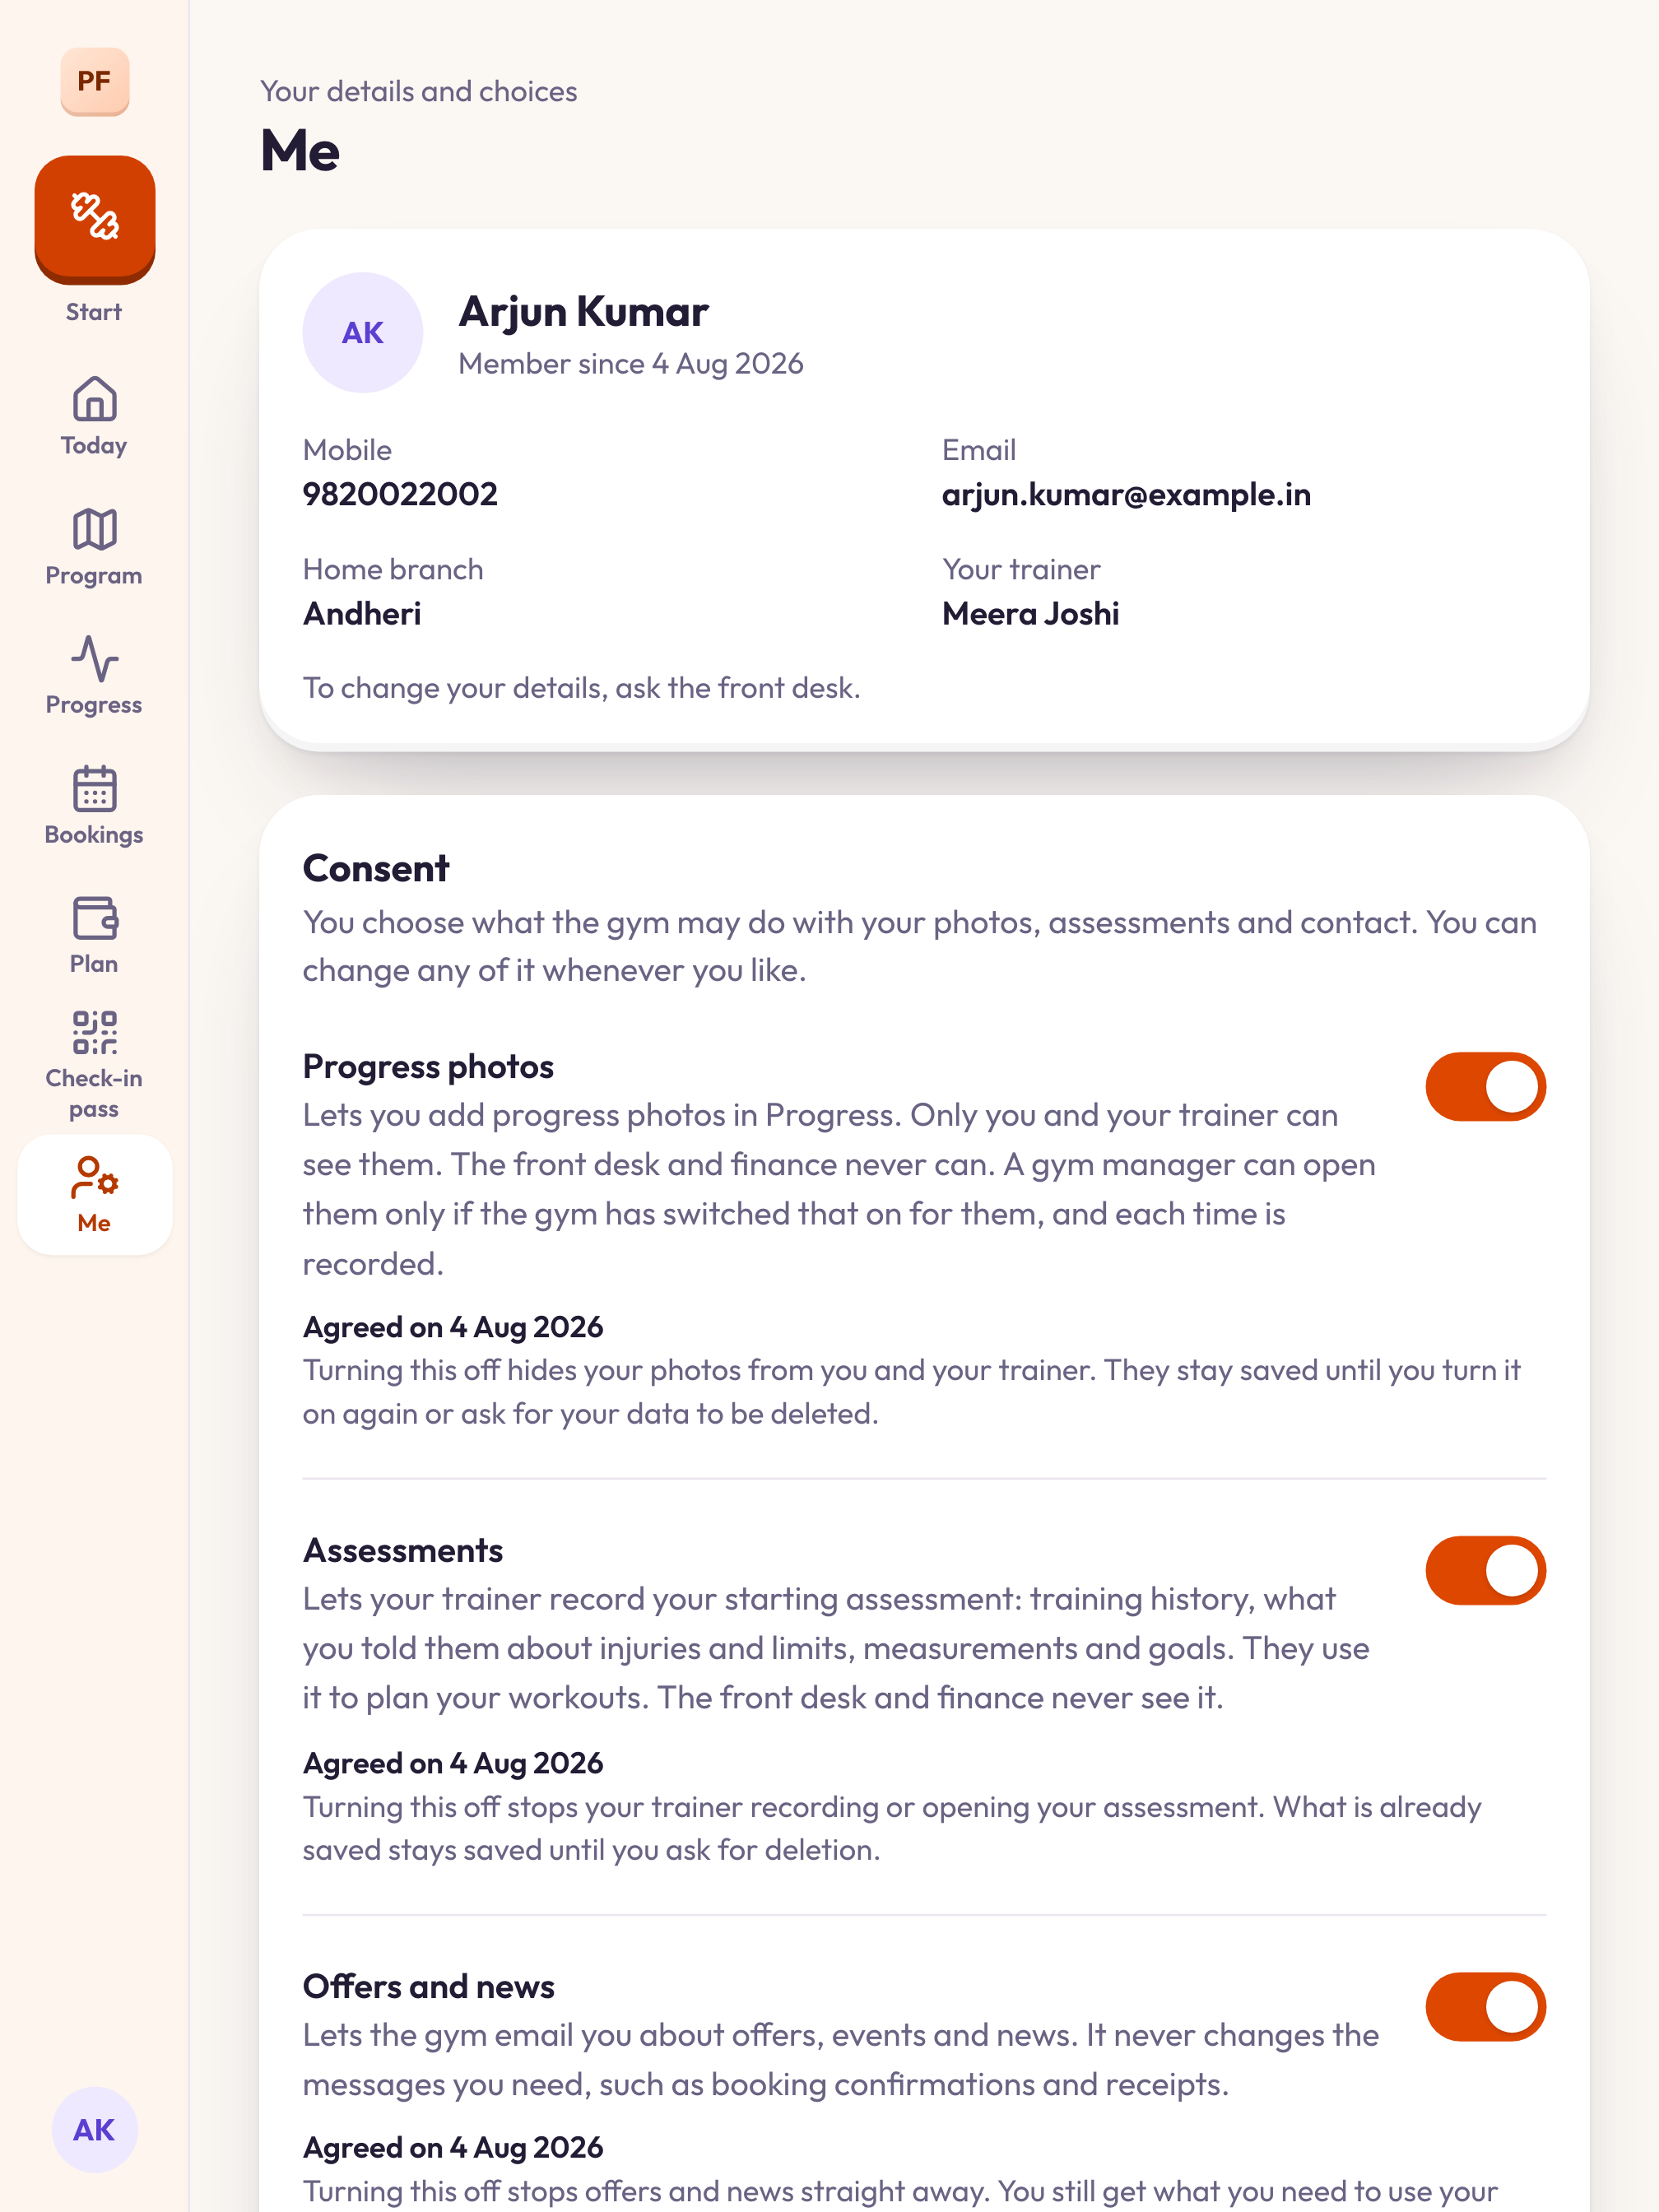 PF
Start
Today
Program
Progress
Bookings
Plan
Check-in
pass
Me
AK
Your details and choices
Me
AK
Arjun Kumar
Member since 4 Aug 2026
Mobile
9820022002
Email
arjun.kumar@example.in
Home branch
Andheri
Your trainer
Meera Joshi
To change your details, ask the front desk.
Consent
You choose what the gym may do with your photos, assessments and contact. You can
change any of it whenever you like.
Progress photos
Lets you add progress photos in Progress. Only you and your trainer can
see them. The front desk and finance never can. A gym manager can open
them only if the gym has switched that on for them, and each time is
recorded.
Agreed on 4 Aug 2026
Turning this off hides your photos from you and your trainer. They stay saved until you turn it
on again or ask for your data to be deleted.
Assessments
Lets your trainer record your starting assessment: training history, what
you told them about injuries and limits, measurements and goals. They use
it to plan your workouts. The front desk and finance never see it.
Agreed on 4 Aug 2026
Turning this off stops your trainer recording or opening your assessment. What is already
saved stays saved until you ask for deletion.
Offers and news
Lets the gym email you about offers, events and news. It never changes the
messages you need, such as booking confirmations and receipts.
Agreed on 4 Aug 2026
Turning this off stops offers and news straight away. You still get what you need to use your